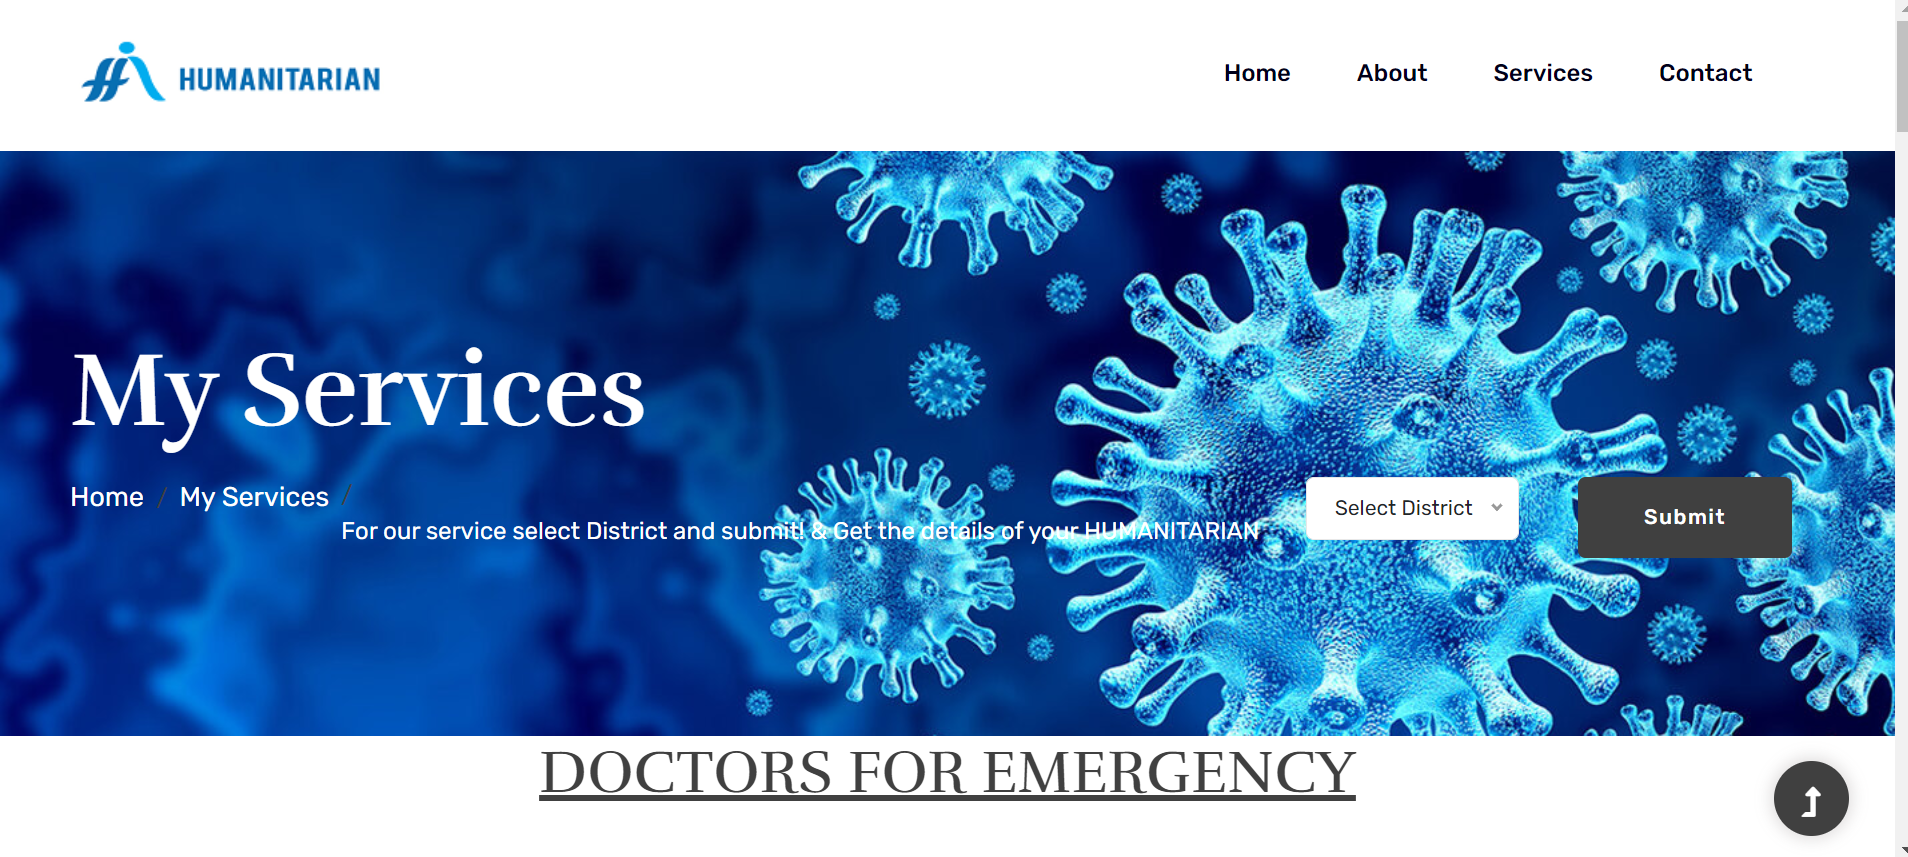 HUMANITARIAN
Home About Services Contact
My Services
Home / My Services /
For our service select District and submit! & Get the details of your HUMANITARIAN
Select District
Submit
DOCTORS FOR EMERGENCY